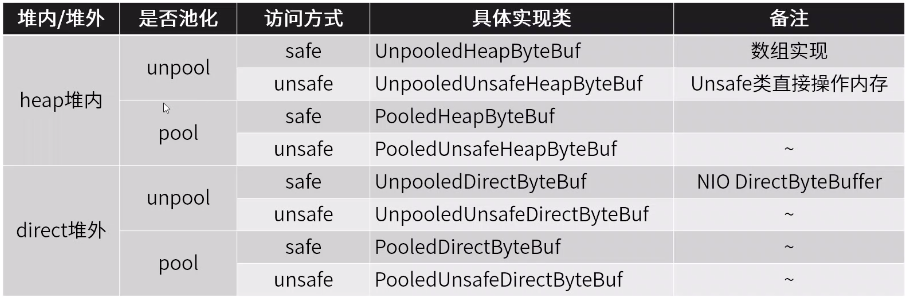 堆内/堆外 是否池化 访问方式 具体实现类 备注
heap堆内 unpool safe UnpooledHeapByteBuf 数组实现
unsafe UnpooledUnsafeHeapByteBuf Unsafe类直接操作内存
pool safe PooledHeapByteBuf
unsafe PooledUnsafeHeapByteBuf ~
direct堆外 unpool safe UnpooledDirectByteBuf NIO DirectByteBuffer
unsafe UnpooledUnsafeDirectByteBuf ~
pool safe PooledDirectByteBuf ~
unsafe PooledUnsafeDirectByteBuf ~